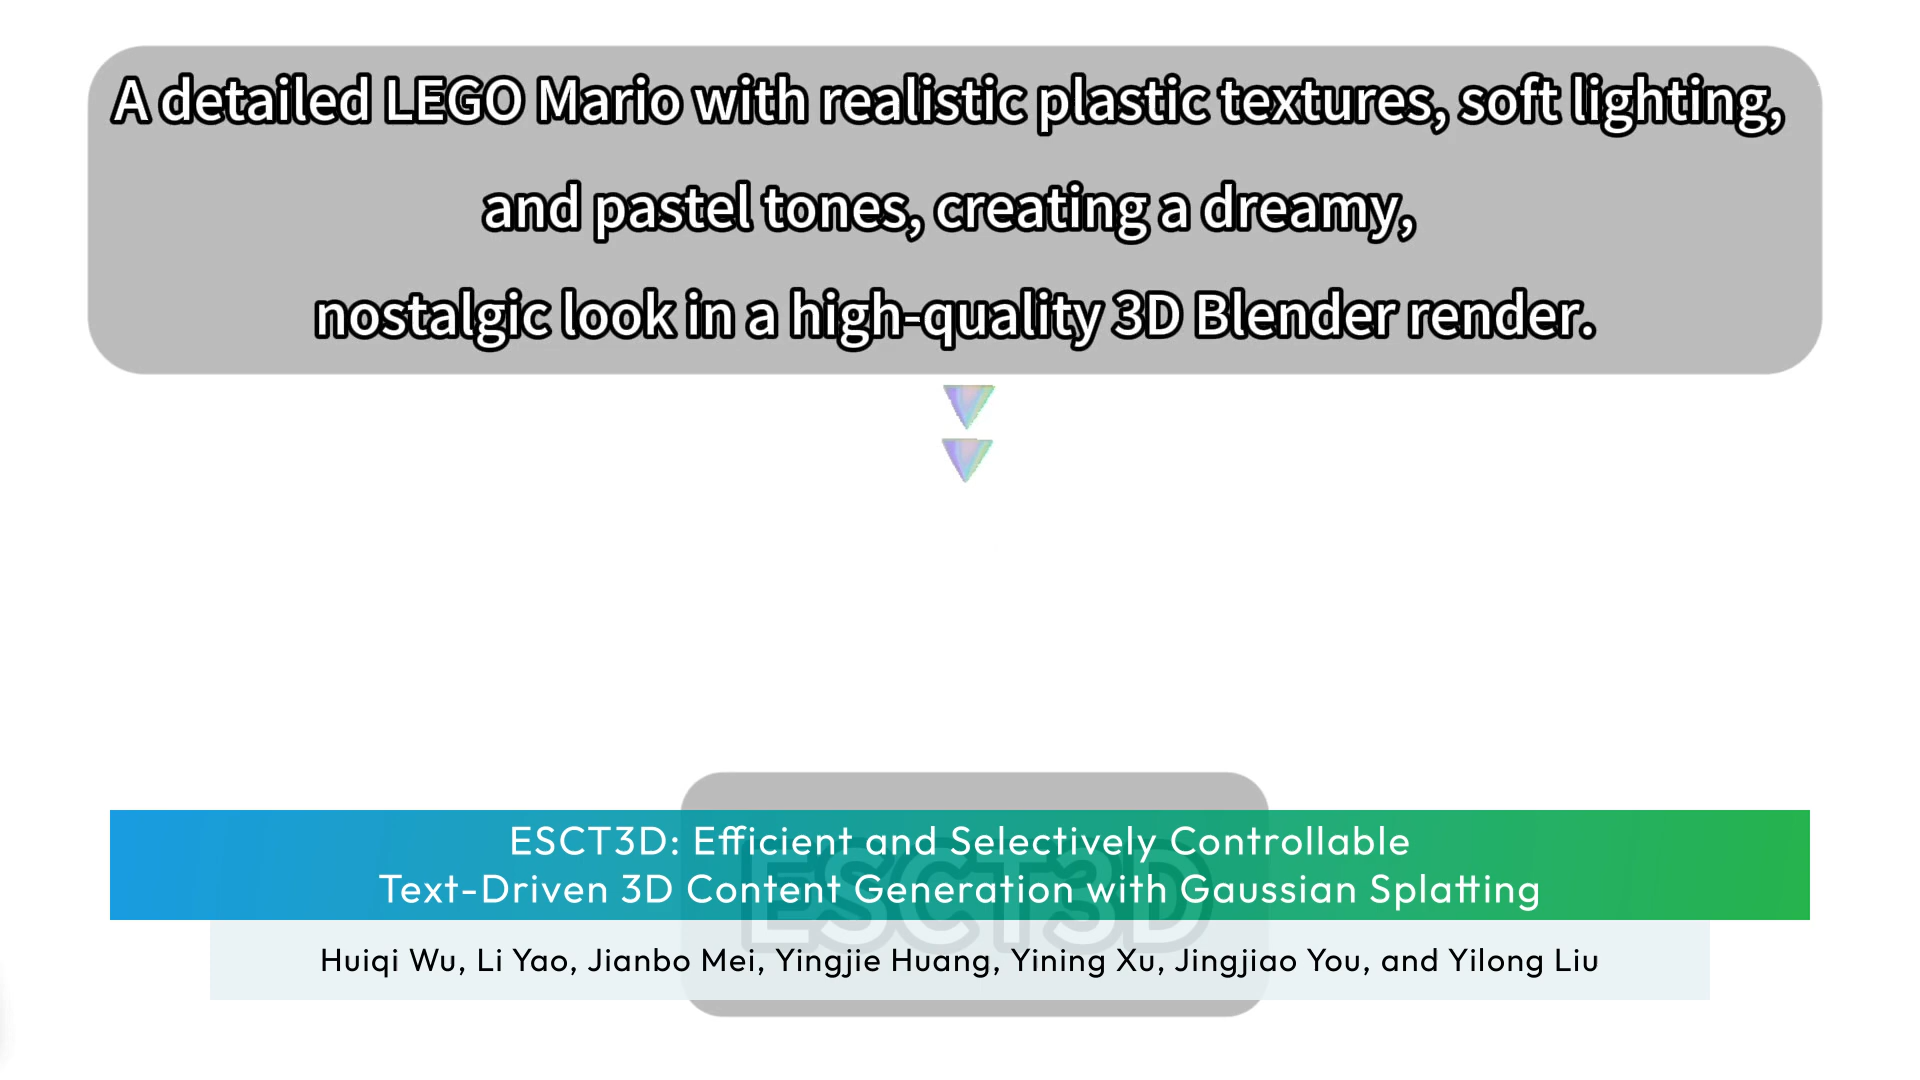 A detailed LEGO Mario with realistic plastic textures, soft lighting,
and pastel tones, creating a dreamy,
nostalgic look in a high-quality 3D Blender render.
ESCT3D: Efficient and Selectively Controllable
Text-Driven 3D Content Generation with Gaussian Splatting
ESCT3D
Huiqi Wu, Li Yao, Jianbo Mei, Yingjie Huang, Yining Xu, Jingjiao You, and Yilong Liu